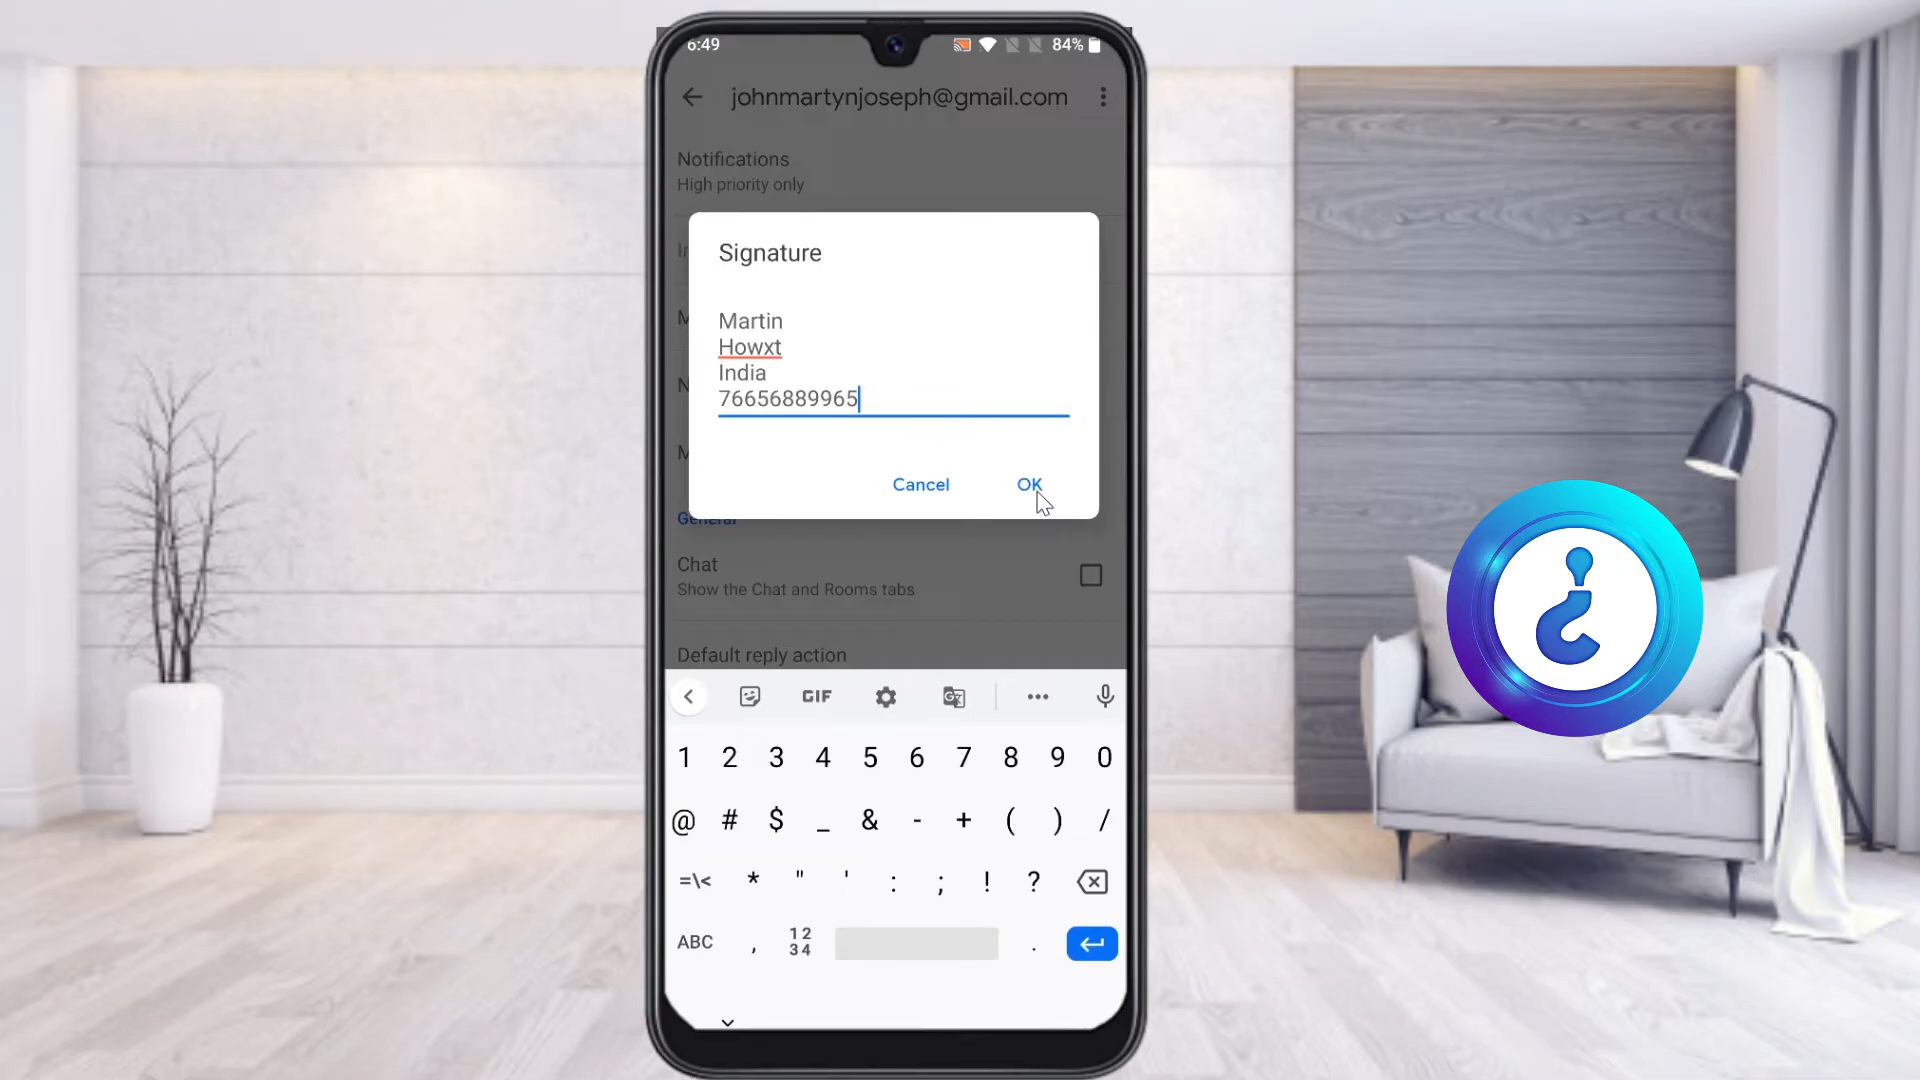 6:49
84%
johnmartynjoseph@gmail.com
Notifications
High priority only
Signature
Martin
Howxt
India
76656889965
Cancel
OK
General
Chat
Show the Chat and Rooms tabs
Default reply action
GIF
1 2 3 4 5 6 7 8 9 0
@ # $ _ & - + ( ) /
=\< * " ' : ; ! ?
ABC , 12 34 .